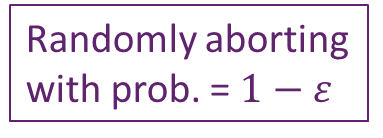 Randomly aborting
with prob. = 1 − ε